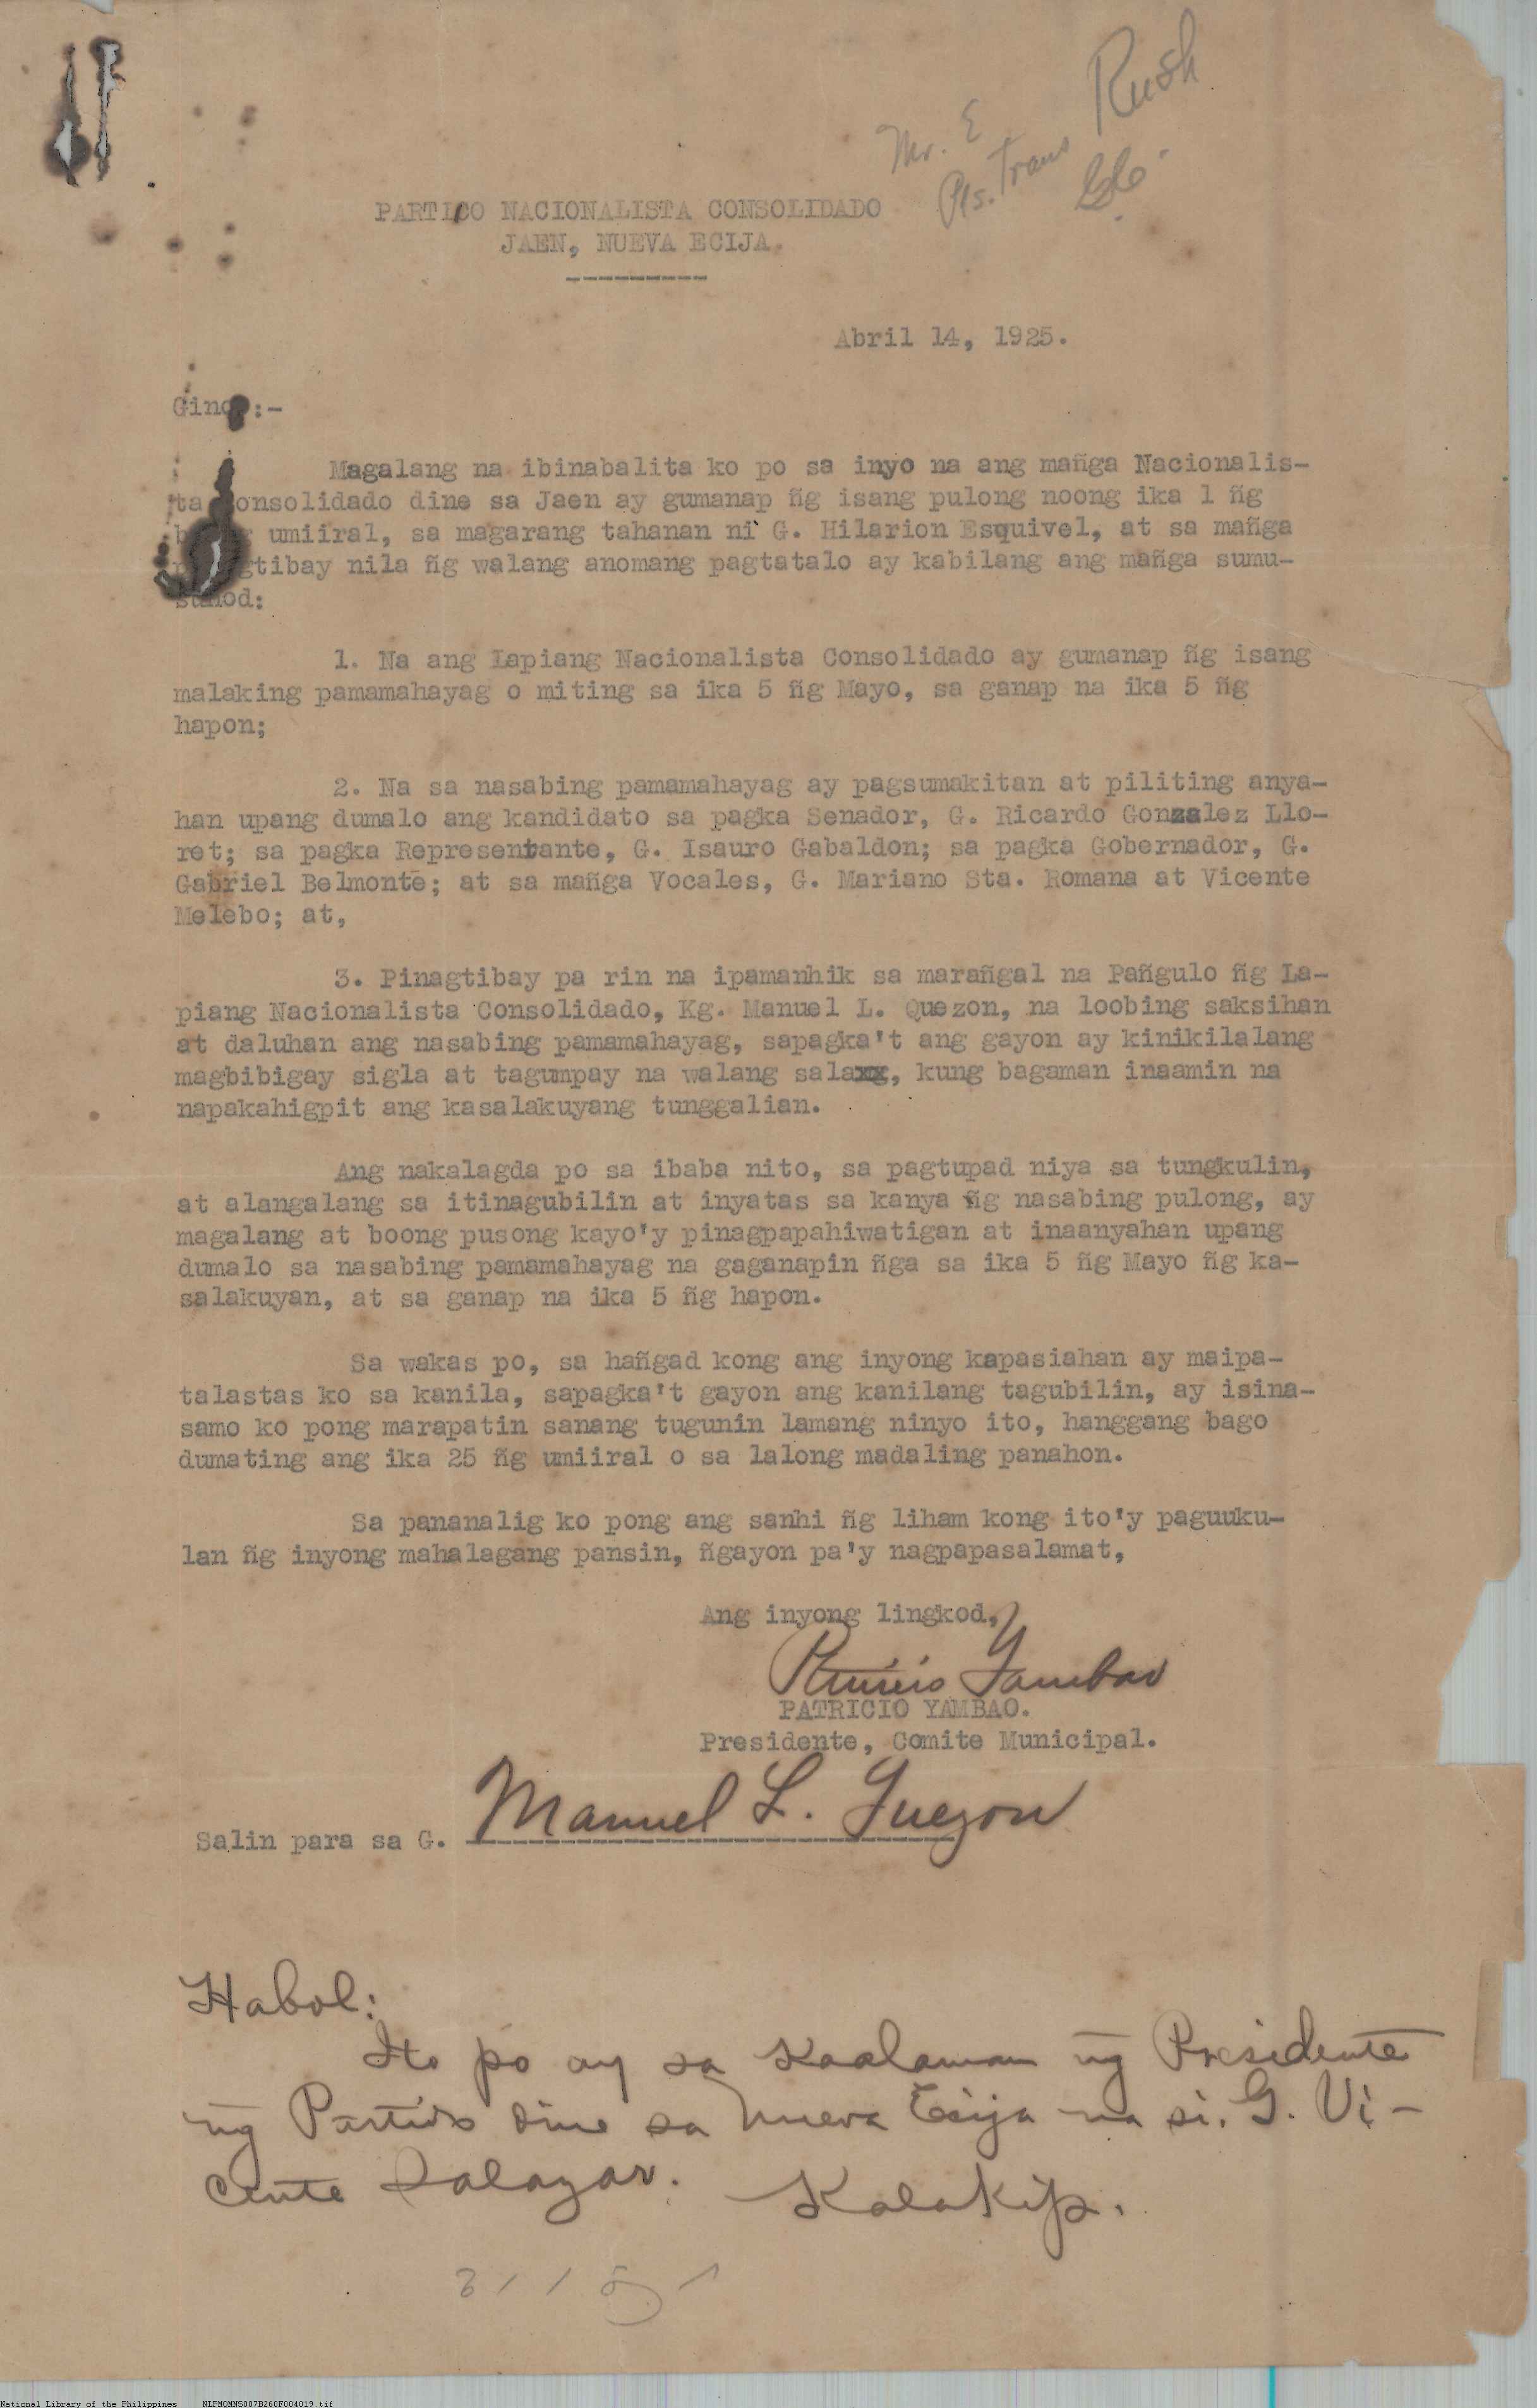 Rush
Mr. E
Pls. Trans
PARTIDO NACIONALISTA CONSOLIDADO
JAEN, NUEVA ECIJA.
Abril 14, 1925.
Ginoo:-
Magalang na ibinabalita ko po sa inyo na ang mañga Nacionalis-
ta onsolidado dine sa Jaen ay gumanap ñg isang pulong noong ika 1 ñg
umiiral, sa magarang tahanan ni G. Hilarion Esquivel, at sa mañga
tibay nila ñg walang anomang pagtatalo ay kabilang ang mañga sumu-
sunod:
1. Na ang Lapiang Nacionalista Consolidado ay gumanap ñg isang
malaking pamamahayag o miting sa ika 5 ñg Mayo, sa ganap na ika 5 ñg
hapon;
2. Na sa nasabing pamamahayag ay pagsumakitan at piliting anya-
han upang dumalo ang kandidato sa pagka Senador, G. Ricardo Gonzalez Llo-
ret; sa pagka Representante, G. Isauro Gabaldon; sa pagka Gobernador, G.
Gabriel Belmonte; at sa mañga Vocales, G. Mariano Sta. Romana at Vicente
Melebo; at,
3. Pinagtibay pa rin na ipamanhik sa marañgal na Pañgulo ñg La-
piang Nacionalista Consolidado, Kg. Manuel L. Quezon, na loobing saksihan
at daluhan ang nasabing pamamahayag, sapagka't ang gayon ay kinikilalang
magbibigay sigla at tagumpay na walang salaxx, kung bagaman inaamin na
napakahigpit ang kasalakuyang tunggalian.
Ang nakalagda po sa ibaba nito, sa pagtupad niya sa tungkulin,
at alangalang sa itinagubilin at inyatas sa kanya ñg nasabing pulong, ay
magalang at boong pusong kayo'y pinagpapahiwatigan at inaanyahan upang
dumalo sa nasabing pamamahayag na gaganapin ñga sa ika 5 ñg Mayo ñg ka-
salakuyan, at sa ganap na ika 5 ñg hapon.
Sa wakas po, sa hañgad kong ang inyong kapasiahan ay maipa-
talastas ko sa kanila, sapagka't gayon ang kanilang tagubilin, ay isina-
samo ko pong marapatin sanang tugunin lamang ninyo ito, hanggang bago
dumating ang ika 25 ñg umiiral o sa lalong madaling panahon.
Sa pananalig ko pong ang sanhi ñg liham kong ito'y paguuku-
lan ñg inyong mahalagang pansin, ñgayon pa'y nagpapasalamat,
Ang inyong lingkod,
Patricio Yambao
PATRICIO YAMBAO.
Presidente, Comite Municipal.
Salin para sa G. Manuel L. Quezon
Habol:
Ito po ay sa kaalaman ng Presidente
ng Partido dine sa Nueva Ecija na si G. Vi-
cente Salazar. Kalakip.
National Library of the Philippines NLPMQMNS007B260F004019.tif